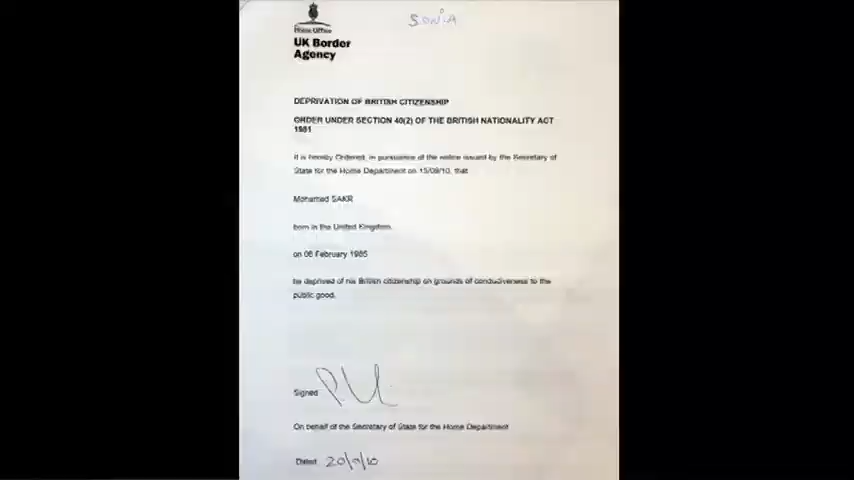 SONIA
Home Office
UK Border
Agency
DEPRIVATION OF BRITISH CITIZENSHIP
ORDER UNDER SECTION 40(2) OF THE BRITISH NATIONALITY ACT
1981
It is hereby Ordered, in pursuance of the notice issued by the Secretary of
State for the Home Department on 15/09/10, that
Mohamed SAKR
born in the United Kingdom,
on 06 February 1985
be deprived of his British citizenship on grounds of conduciveness to the
public good.
Signed
On behalf of the Secretary of State for the Home Department
Dated 20/9/10